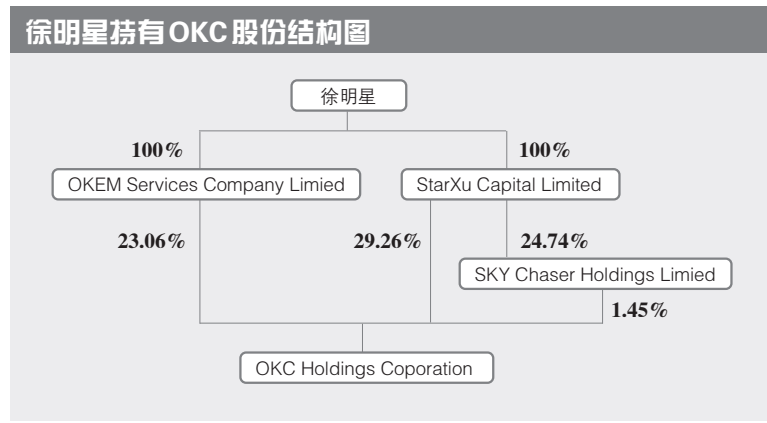 徐明星持有OKC股份结构图
徐明星
100% 100%
OKEM Services Company Limied StarXu Capital Limited
23.06% 29.26% 24.74%
SKY Chaser Holdings Limied
1.45%
OKC Holdings Coporation